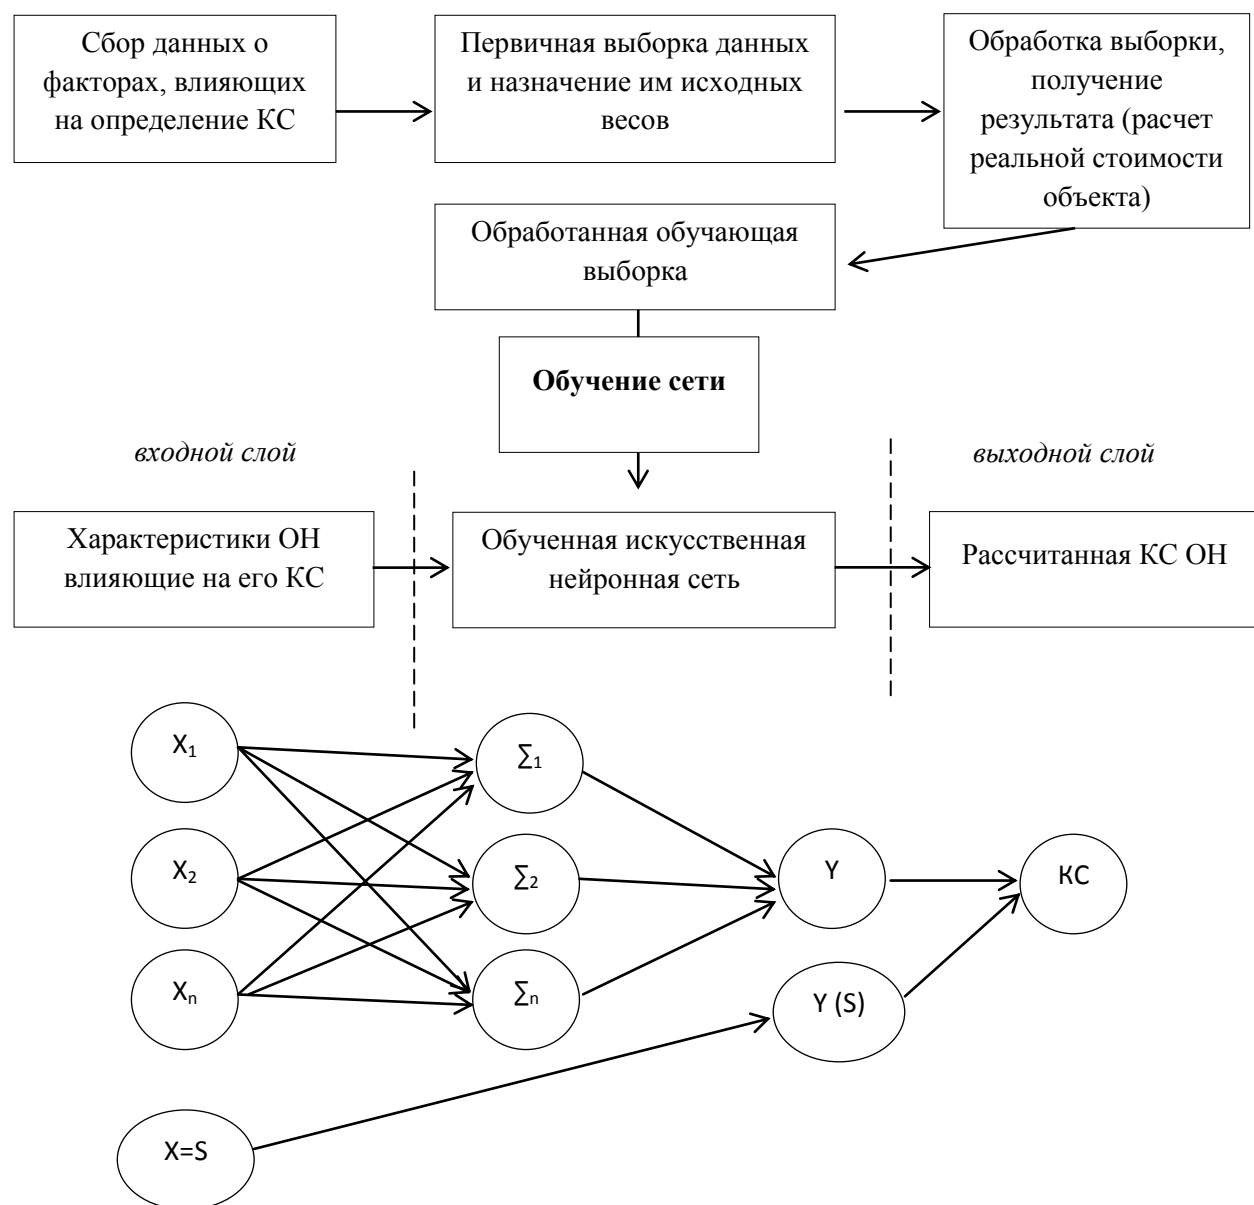 Сбор данных о
факторах, влияющих
на определение КС
Первичная выборка данных
и назначение им исходных
весов
Обработка выборки,
получение
результата (расчет
реальной стоимости
объекта)
Обработанная обучающая
выборка
Обучение сети
входной слой
выходной слой
Характеристики ОН
влияющие на его КС
Обученная искусственная
нейронная сеть
Рассчитанная КС ОН
X₁
∑₁
X₂
∑₂
Y
КС
Xₙ
∑ₙ
Y (S)
X=S